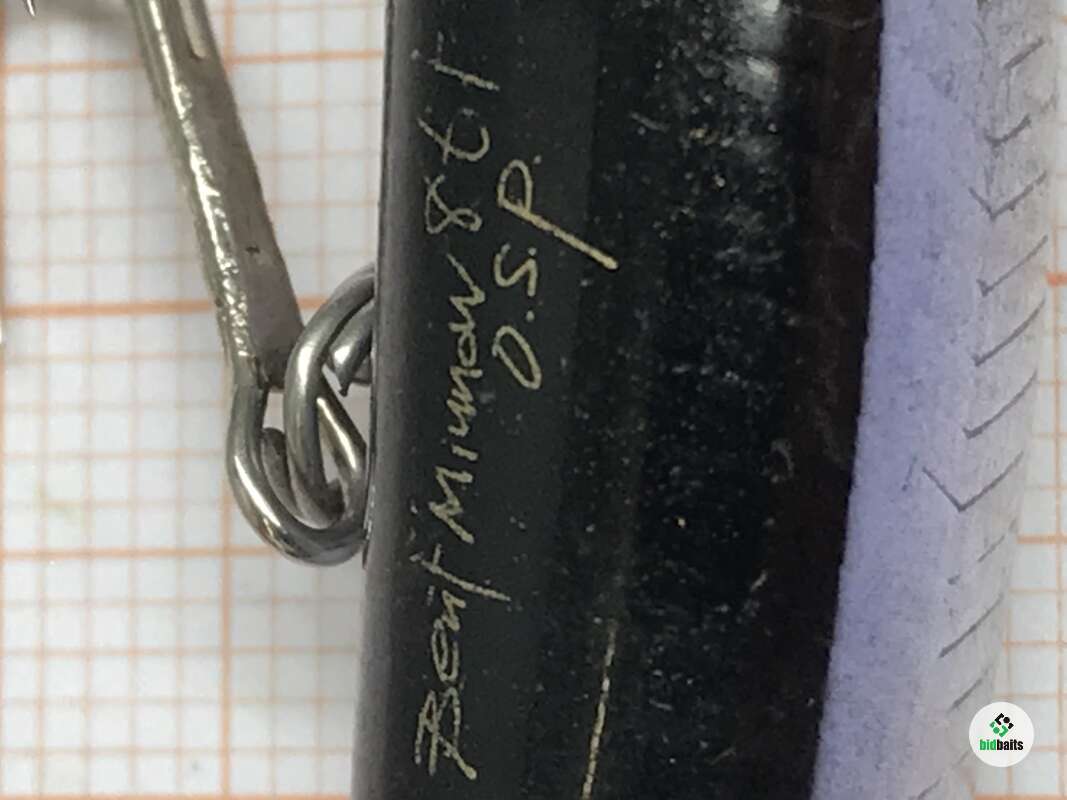 Bent Minnow 86F
O.S.P.
bidbaits